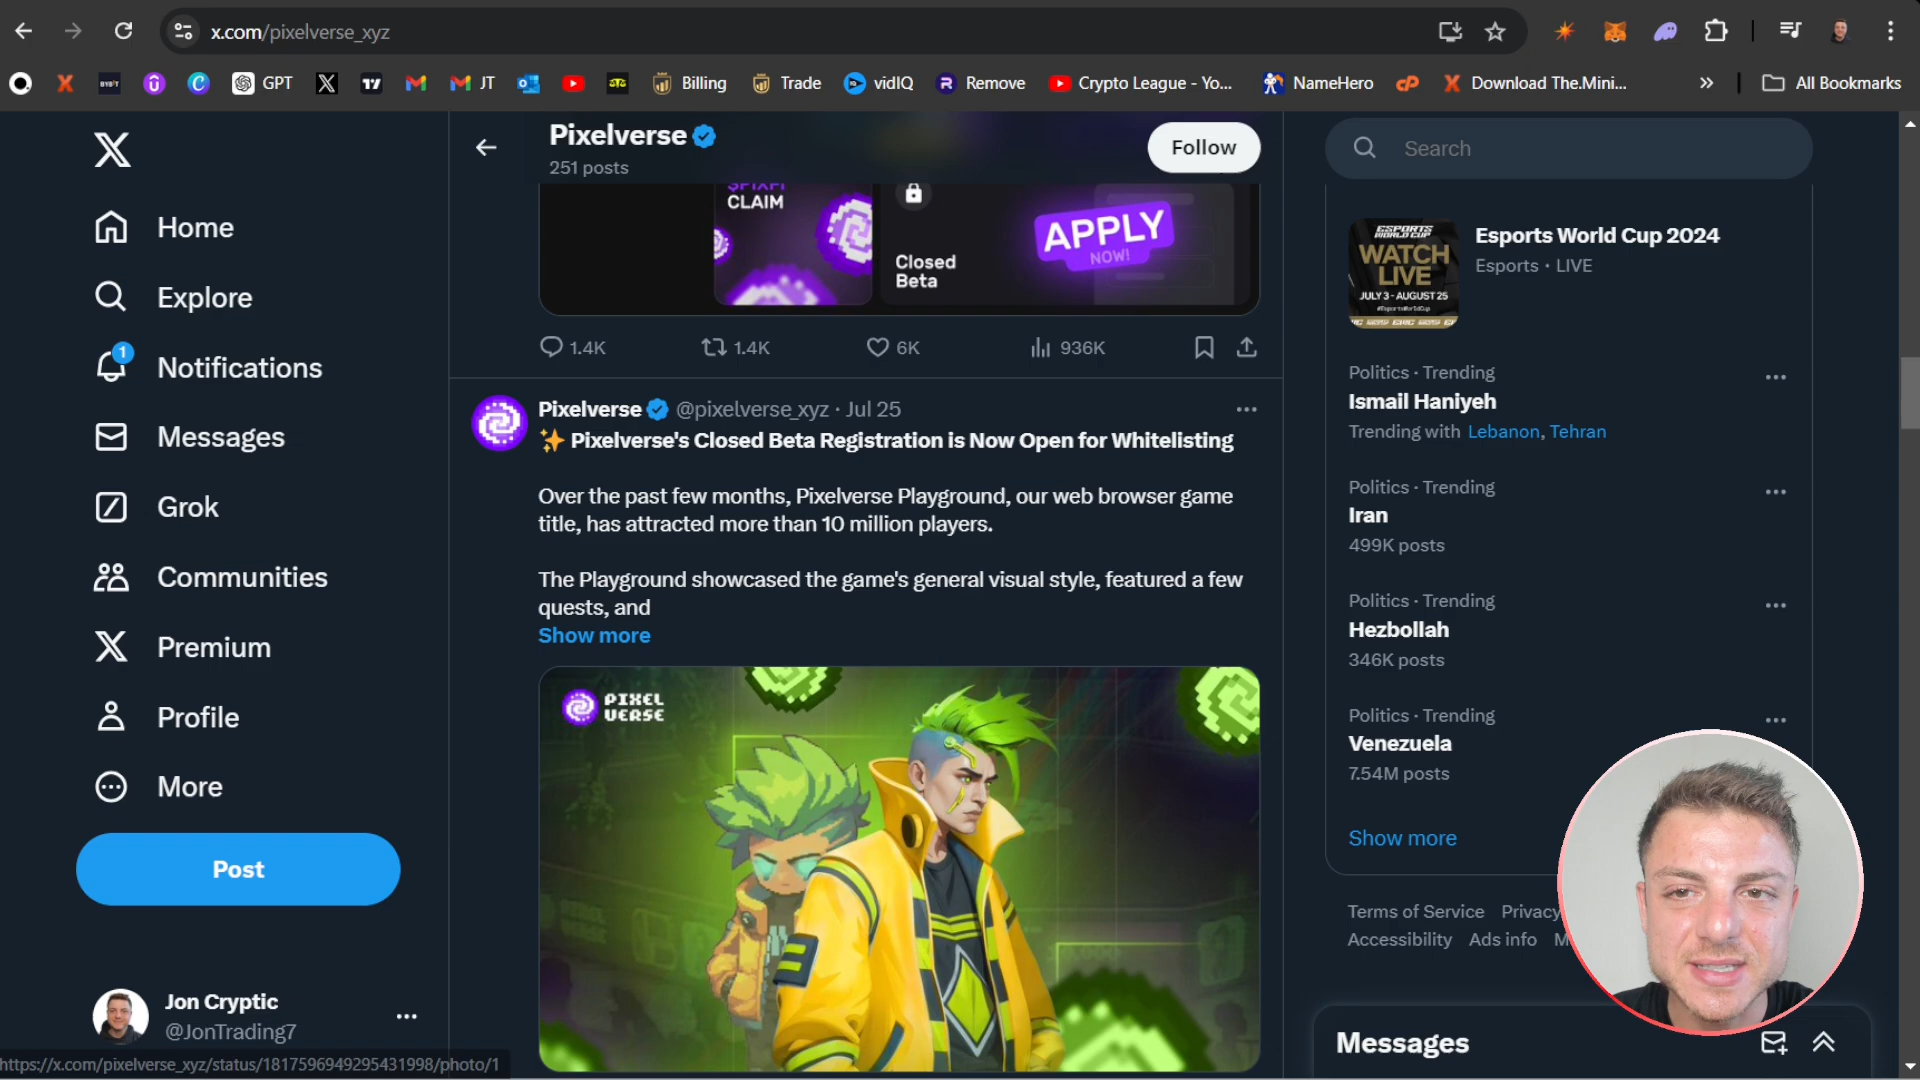 x.com/pixelverse_xyz
BYBIT
GPT
JT
Billing
Trade
vidIQ
Remove
Crypto League - Yo...
NameHero
cP
Download The.Mini...
All Bookmarks
Home
Explore
1
Notifications
Messages
Grok
Communities
Premium
Profile
More
Post
Jon Cryptic
@JonTrading7
https://x.com/pixelverse_xyz/status/1817596949295431998/photo/1
Pixelverse
251 posts
Follow
$PIXFI
CLAIM
Closed
Beta
APPLY
NOW!
1.4K
1.4K
6K
936K
Pixelverse @pixelverse_xyz · Jul 25
✨ Pixelverse's Closed Beta Registration is Now Open for Whitelisting
Over the past few months, Pixelverse Playground, our web browser game
title, has attracted more than 10 million players.
The Playground showcased the game's general visual style, featured a few
quests, and
Show more
PIXEL
VERSE
Search
ESPORTS
WORLD CUP
WATCH
LIVE
JULY 3 - AUGUST 25
Esports World Cup 2024
Esports · LIVE
Politics · Trending
Ismail Haniyeh
Trending with Lebanon, Tehran
Politics · Trending
Iran
499K posts
Politics · Trending
Hezbollah
346K posts
Politics · Trending
Venezuela
7.54M posts
Show more
Terms of Service Privacy
Accessibility Ads info M
Messages